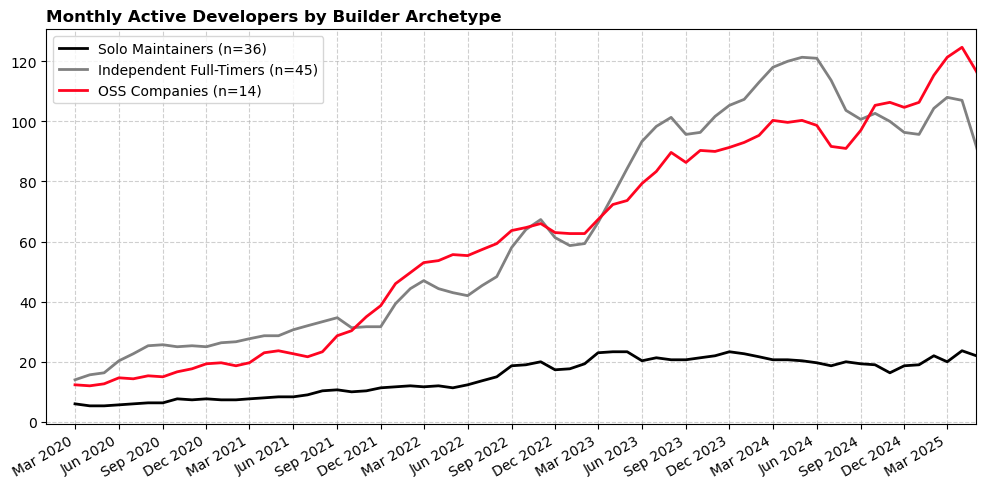 Monthly Active Developers by Builder Archetype
Solo Maintainers (n=36)
Independent Full-Timers (n=45)
OSS Companies (n=14)
120
100
80
60
40
20
0
Mar 2020
Jun 2020
Sep 2020
Dec 2020
Mar 2021
Jun 2021
Sep 2021
Dec 2021
Mar 2022
Jun 2022
Sep 2022
Dec 2022
Mar 2023
Jun 2023
Sep 2023
Dec 2023
Mar 2024
Jun 2024
Sep 2024
Dec 2024
Mar 2025